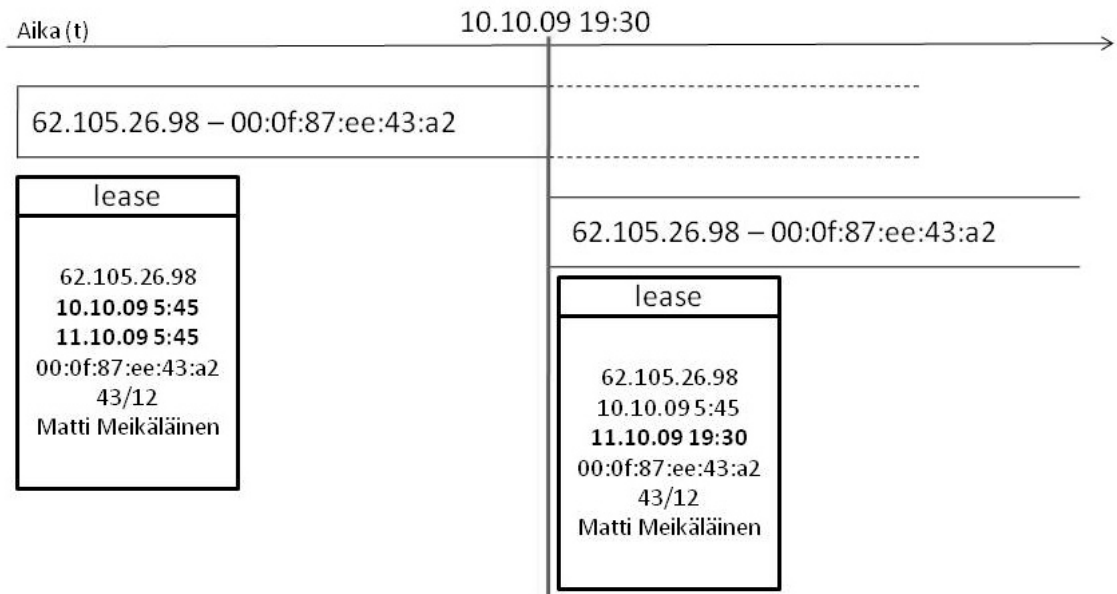 Aika (t)
10.10.09 19:30
62.105.26.98 – 00:0f:87:ee:43:a2
lease
62.105.26.98
10.10.09 5:45
11.10.09 5:45
00:0f:87:ee:43:a2
43/12
Matti Meikäläinen
62.105.26.98 – 00:0f:87:ee:43:a2
lease
62.105.26.98
10.10.09 5:45
11.10.09 19:30
00:0f:87:ee:43:a2
43/12
Matti Meikäläinen